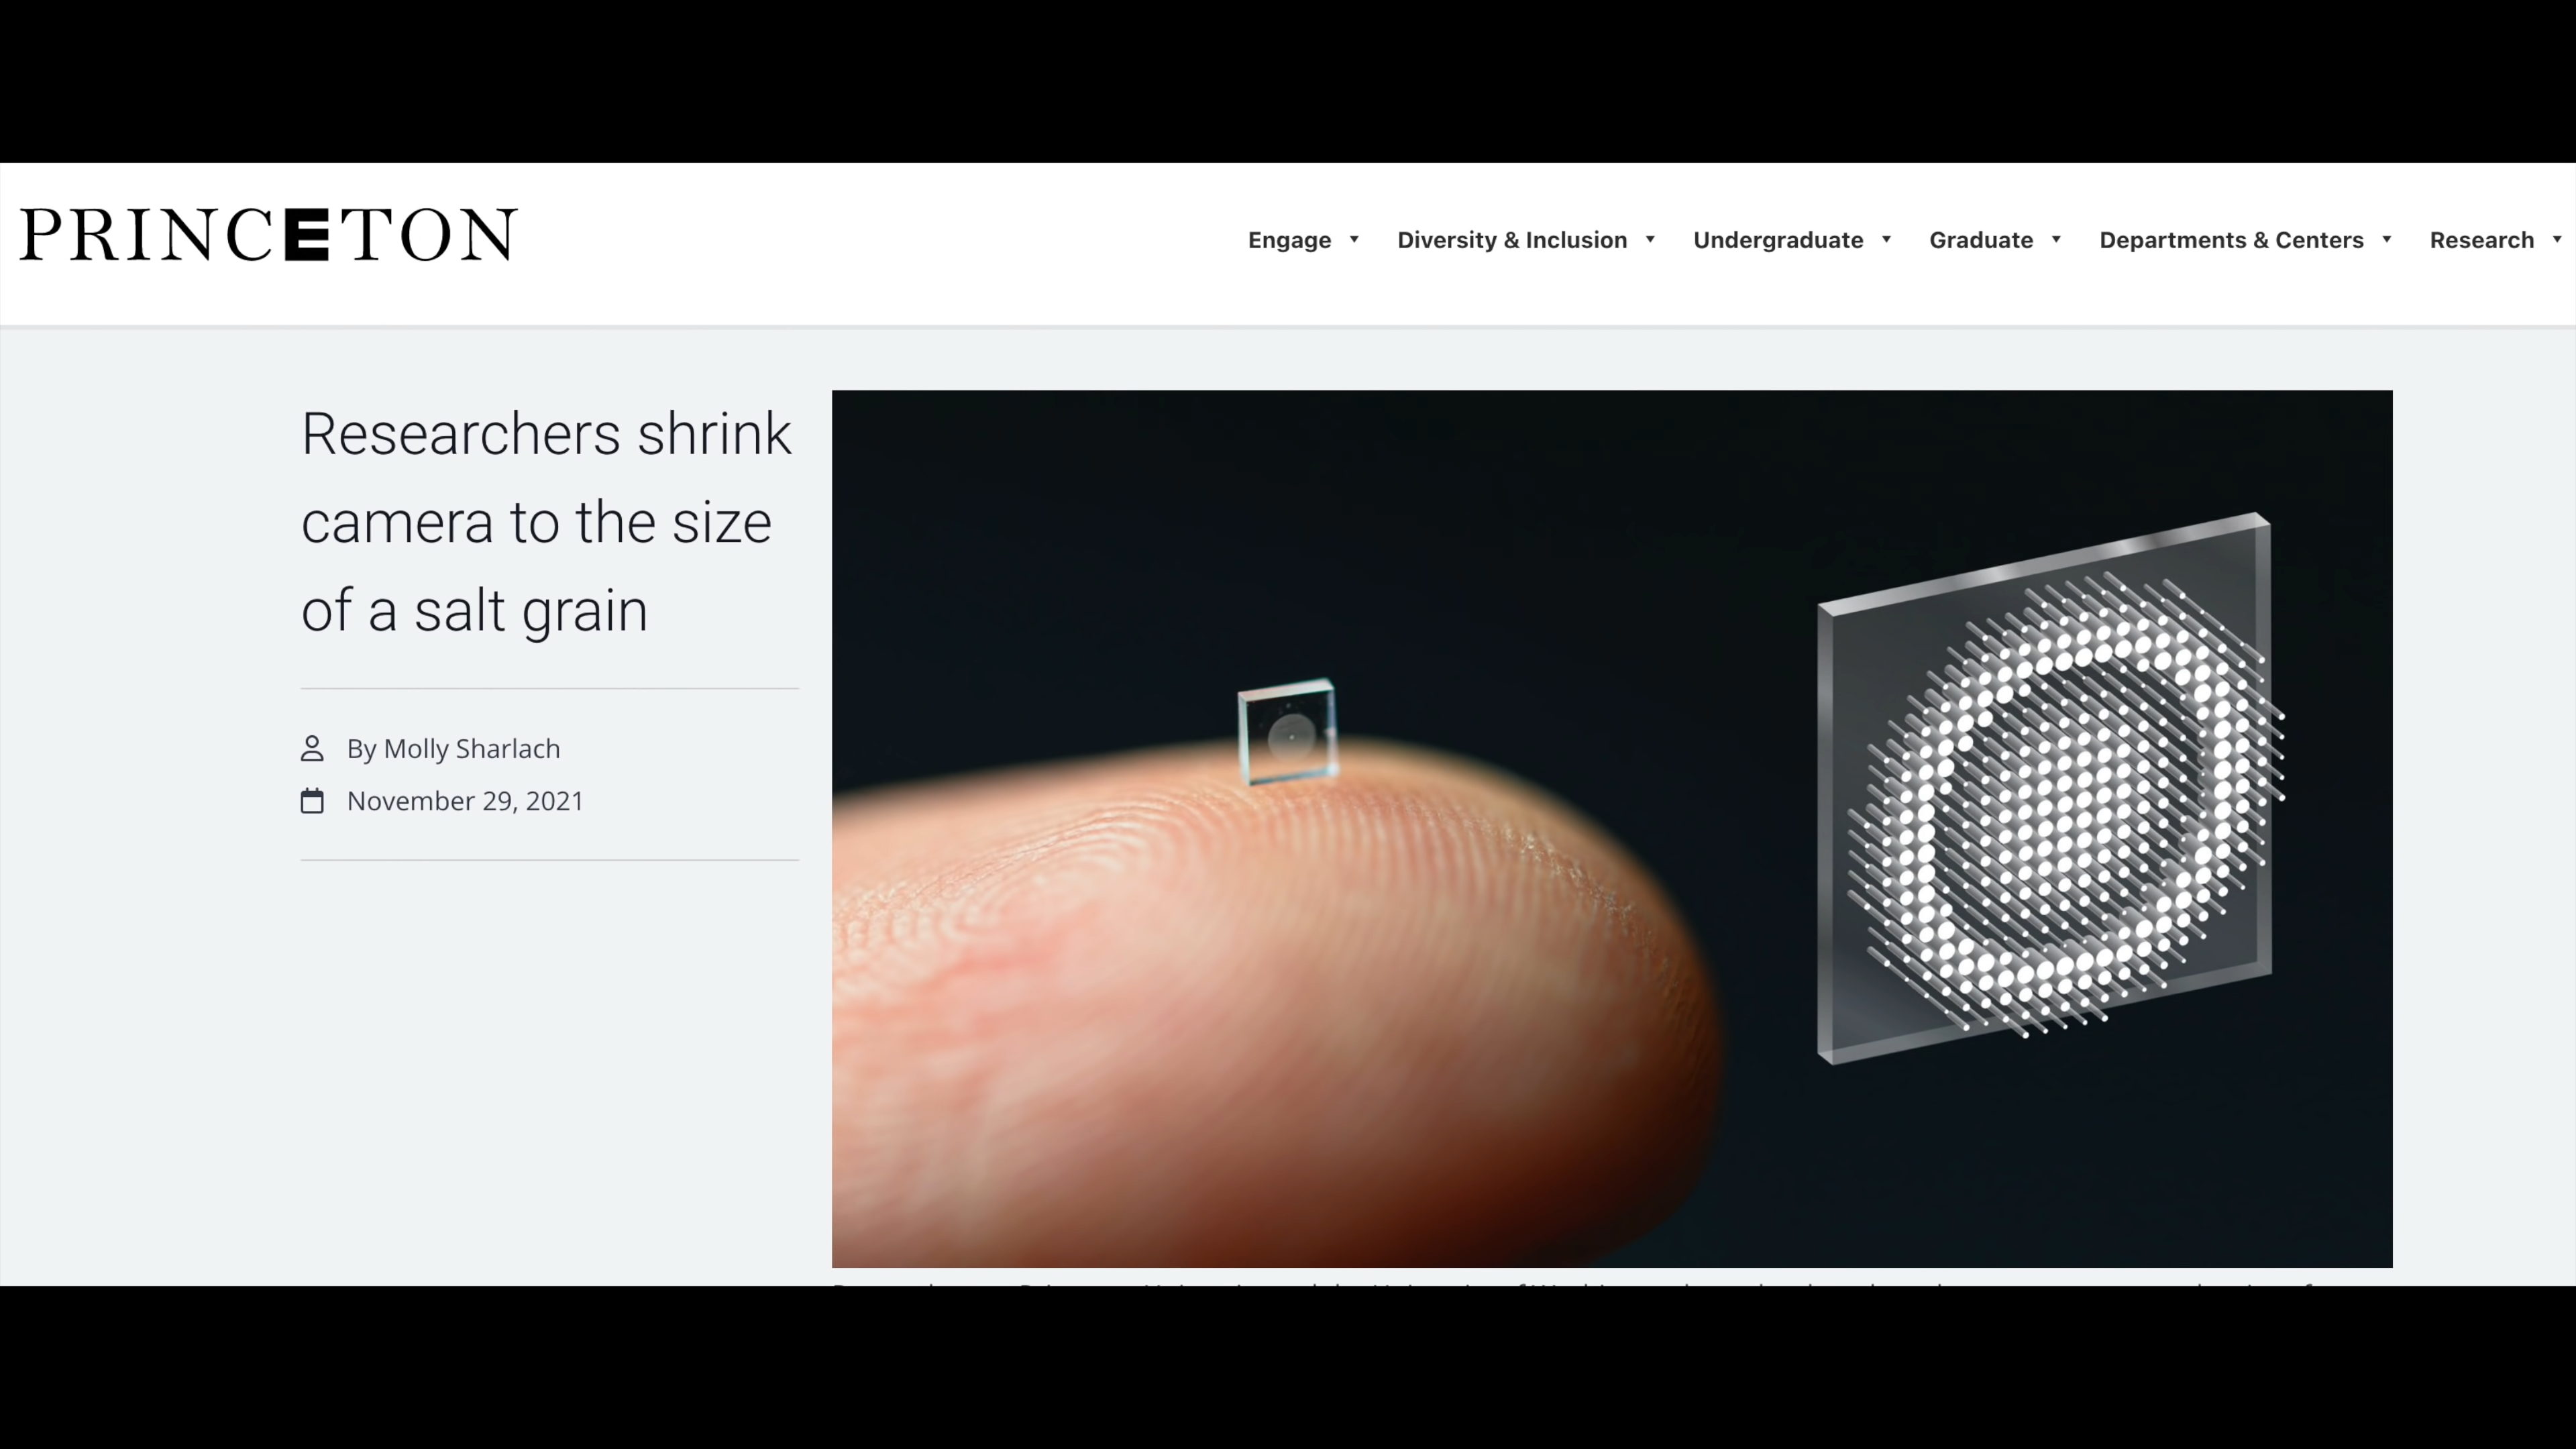 PRINCETON
Engage Diversity & Inclusion Undergraduate Graduate Departments & Centers Research
Researchers shrink
camera to the size
of a salt grain
By Molly Sharlach
November 29, 2021